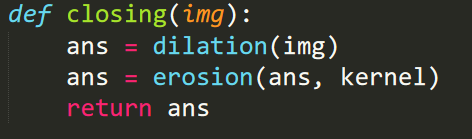 def closing(img):
    ans = dilation(img)
    ans = erosion(ans, kernel)
    return ans